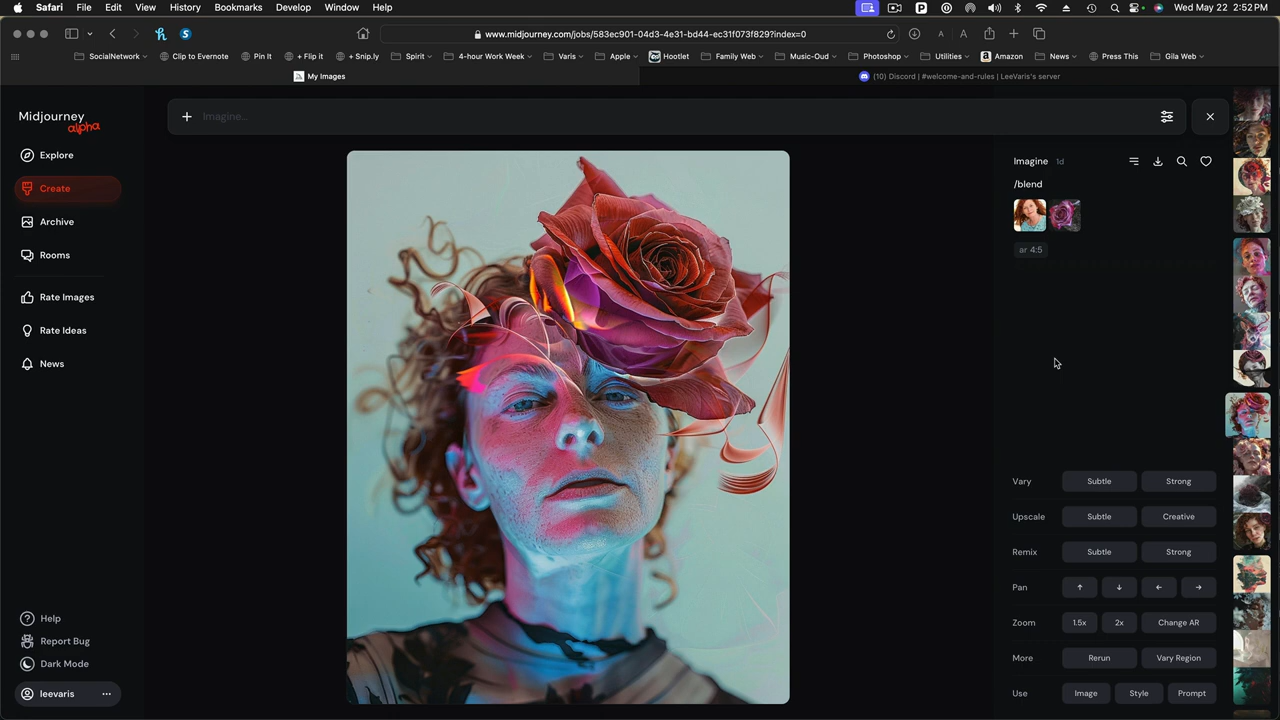 Safari File Edit View History Bookmarks Develop Window Help Wed May 22 2:52 PM
www.midjourney.com/jobs/583ec901-04d3-4e31-bd44-ec31f073f829?index=0 A A
SocialNetwork Clip to Evernote Pin It + Flip it + Snip.ly Spirit 4-hour Work Week Varis Apple Hootlet Family Web Music-Oud Photoshop Utilities Amazon News Press This Gila Web
My Images (10) Discord | #welcome-and-rules | LeeVaris's server
Midjourney
alpha
Imagine...
Explore
Create
Archive
Rooms
Rate Images
Rate Ideas
News
Help
Report Bug
Dark Mode
leevaris
Imagine 1d
/blend
ar 4:5
Vary Subtle Strong
Upscale Subtle Creative
Remix Subtle Strong
Pan ↑ ↓ ← →
Zoom 1.5x 2x Change AR
More Rerun Vary Region
Use Image Style Prompt